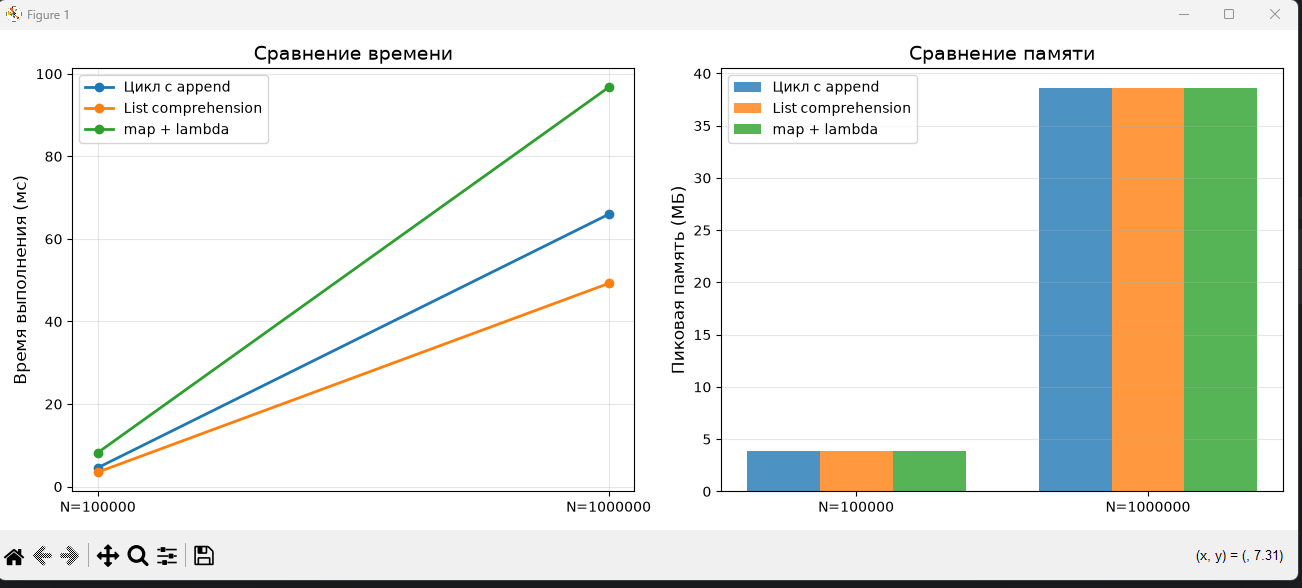 Figure 1
Сравнение времени
Время выполнения (мс)
100
80
60
40
20
0
Цикл с append
List comprehension
map + lambda
N=100000
N=1000000
Сравнение памяти
Пиковая память (МБ)
40
35
30
25
20
15
10
5
0
Цикл с append
List comprehension
map + lambda
N=100000
N=1000000
(x, y) = (, 7.31)